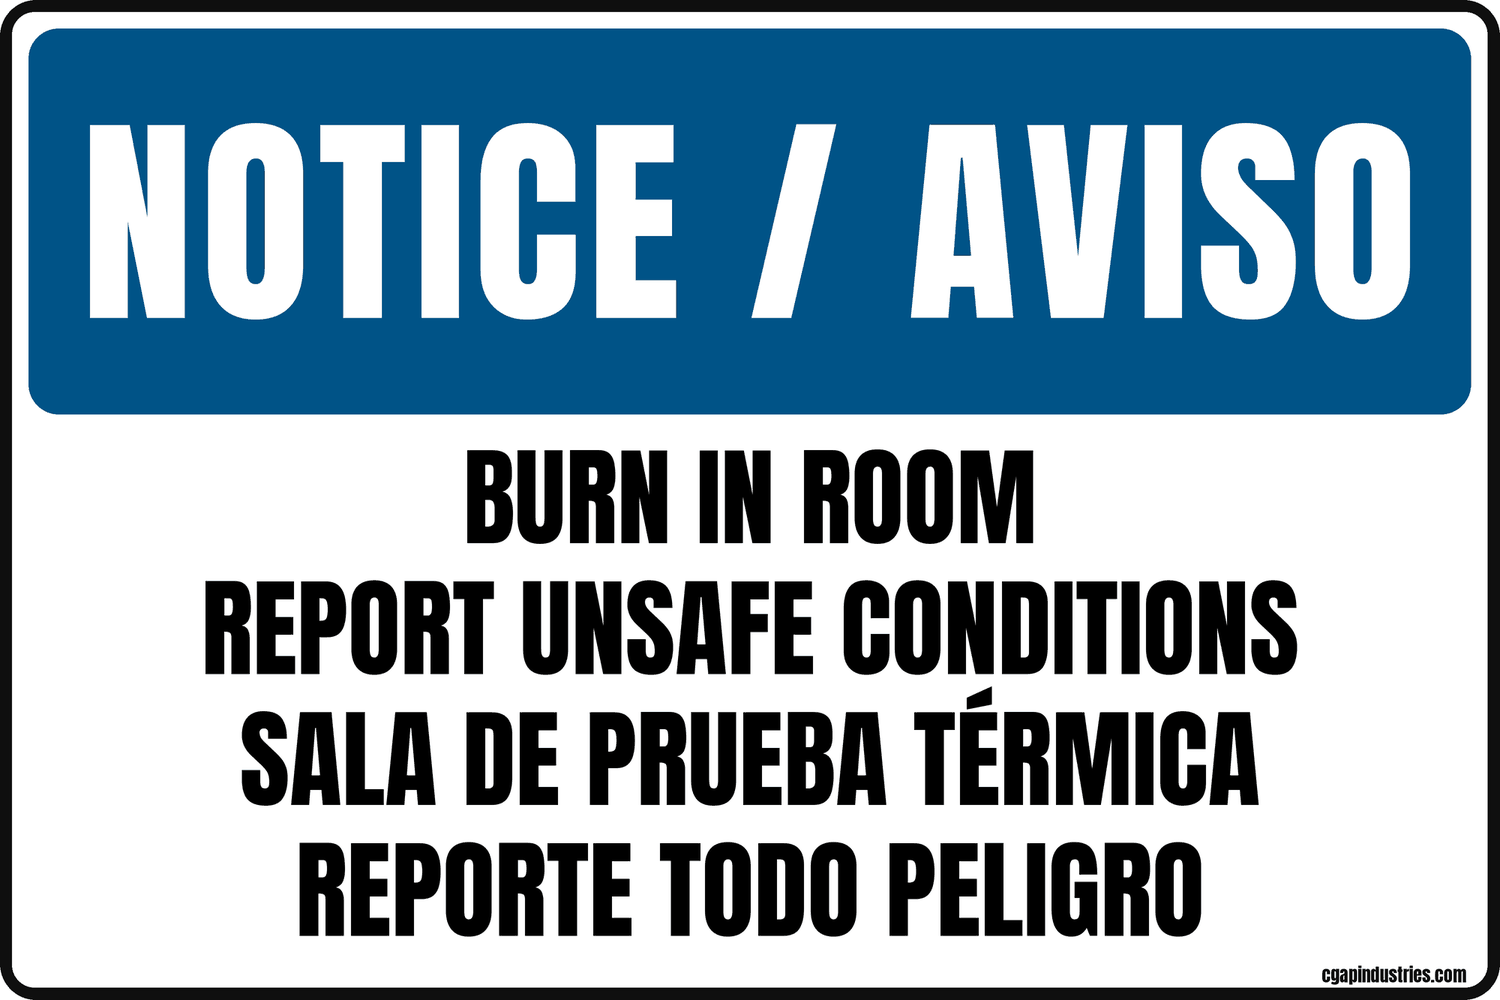 NOTICE / AVISO
BURN IN ROOM
REPORT UNSAFE CONDITIONS
SALA DE PRUEBA TÉRMICA
REPORTE TODO PELIGRO
cgapindustries.com